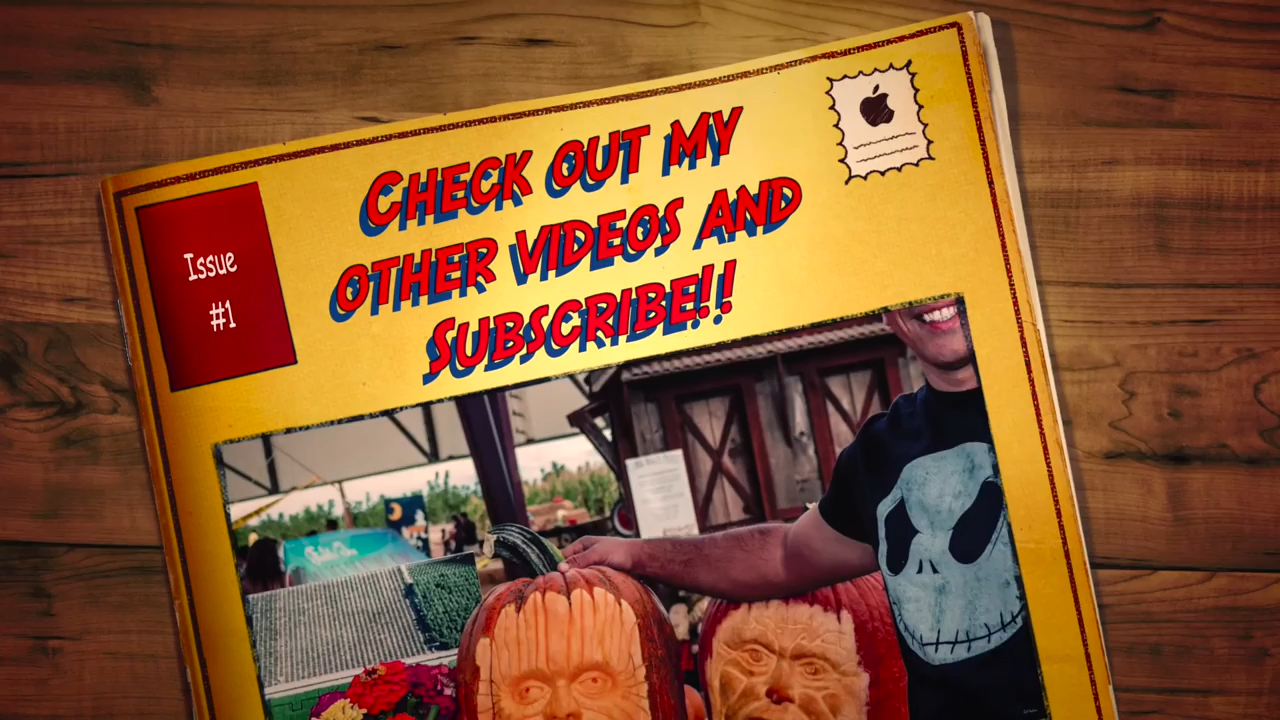 CHECK OUT MY
OTHER VIDEOS AND
SUBSCRIBE!!
Issue
#1